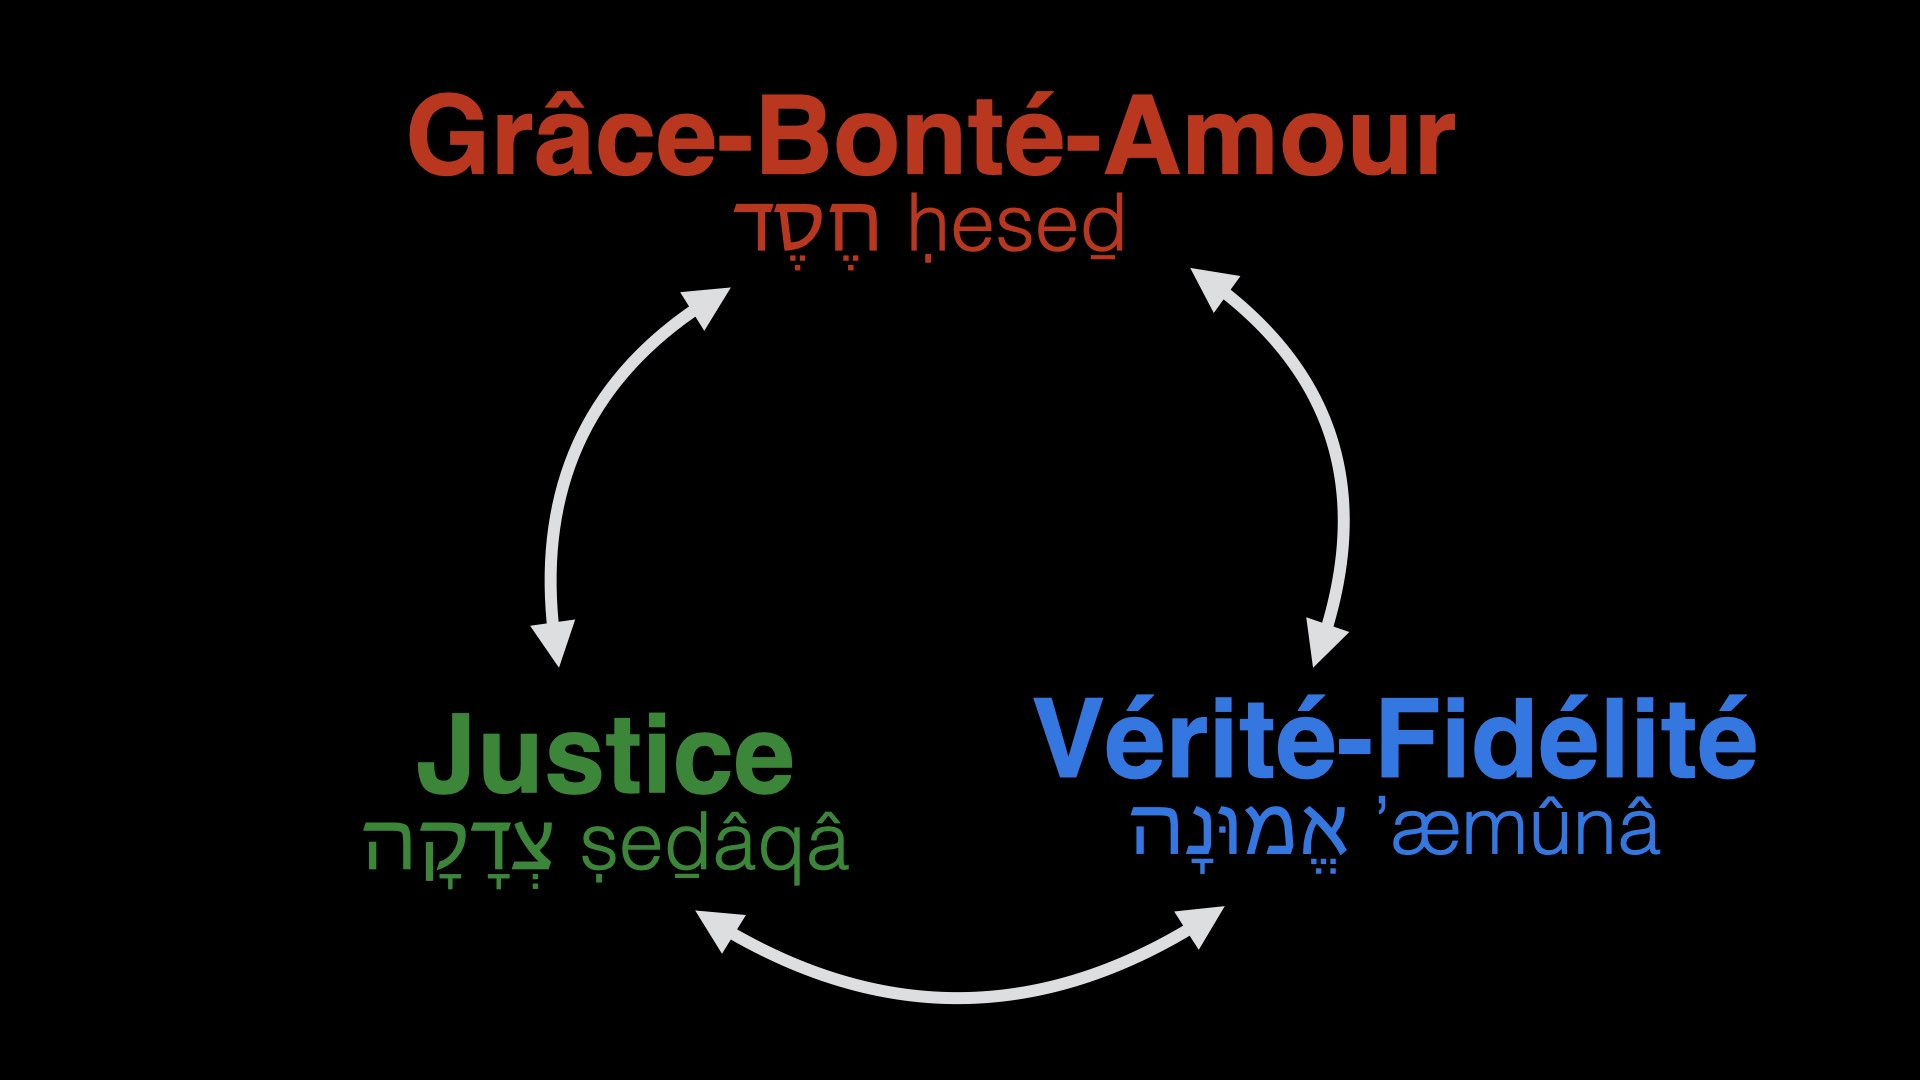 Grâce-Bonté-Amour
חֶסֶד ḥeseḏ
Justice
צְדָקָה ṣeḏâqâ
Vérité-Fidélité
אֱמוּנָה ’æmûnâ